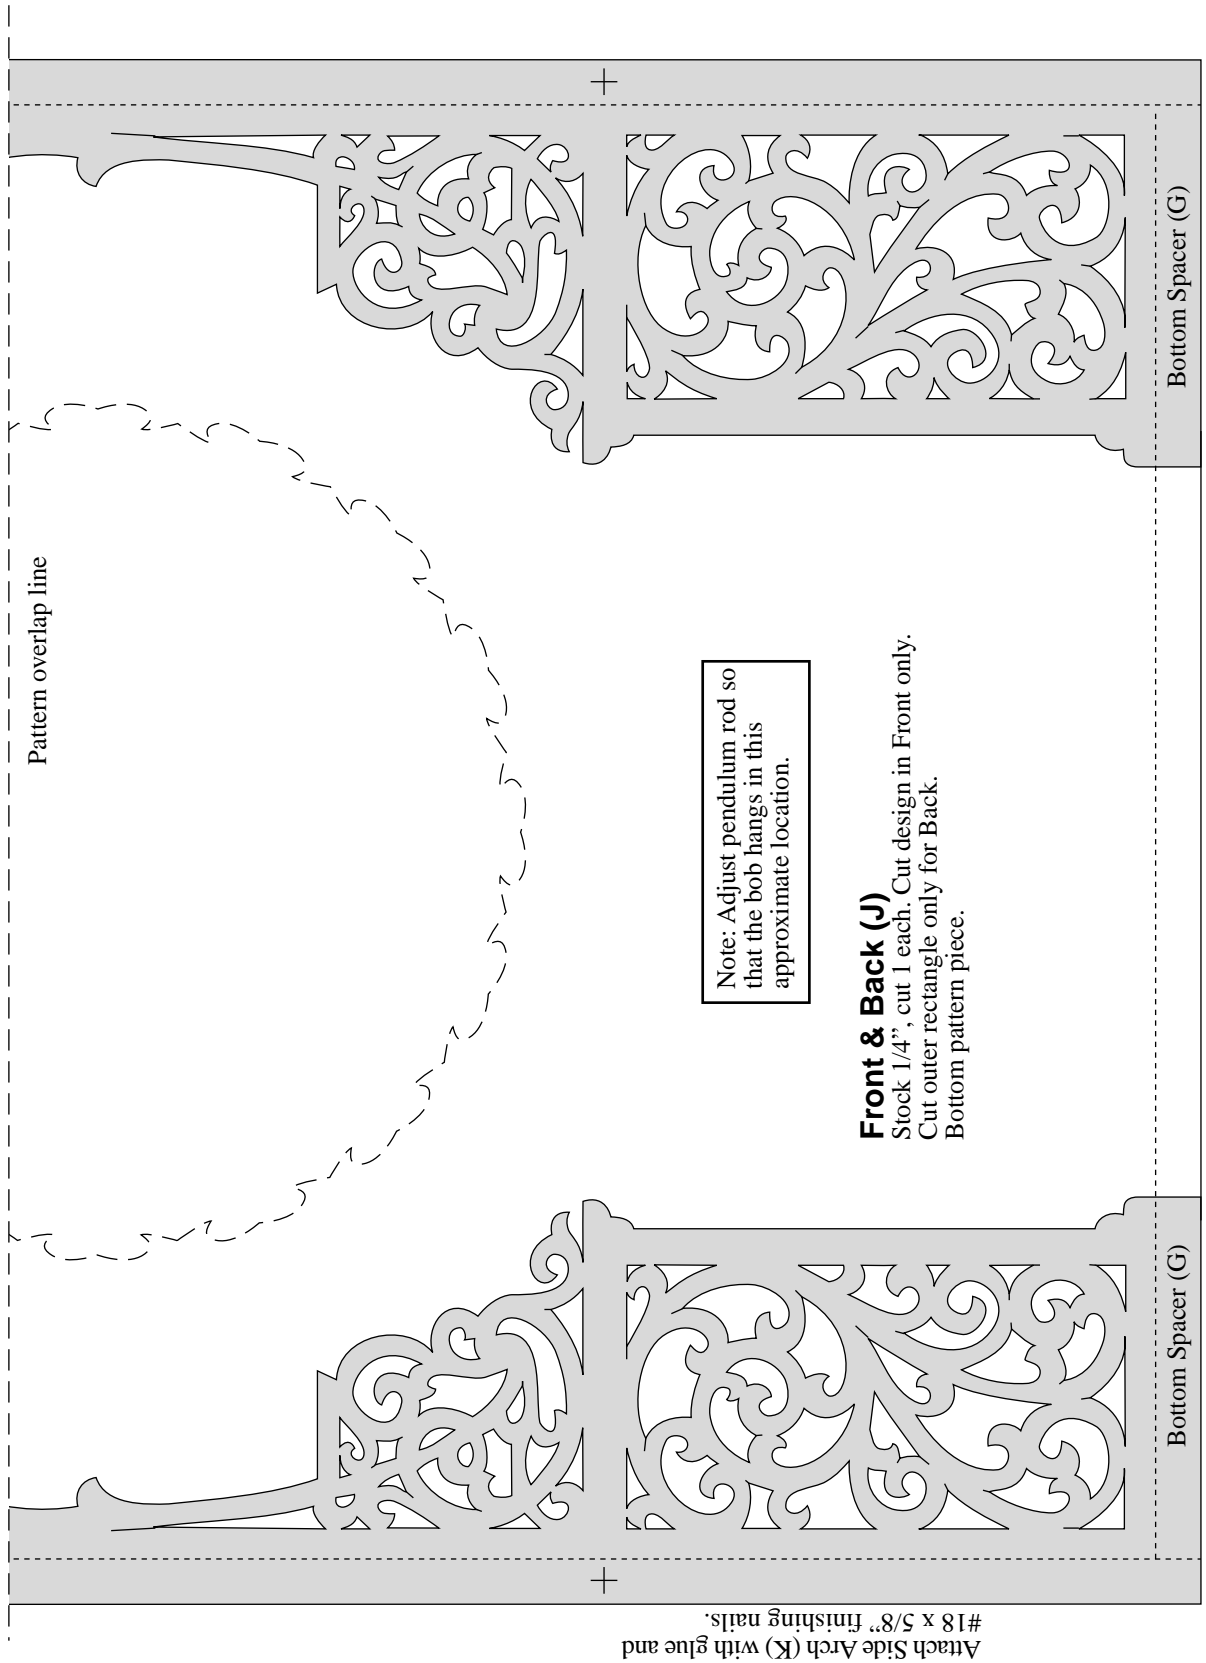 Pattern overlap line
Note: Adjust pendulum rod so
that the bob hangs in this
approximate location.
Front & Back (J)
Stock 1/4”, cut 1 each. Cut design in Front only.
Cut outer rectangle only for Back.
Bottom pattern piece.
Bottom Spacer (G)
Bottom Spacer (G)
Attach Side Arch (K) with glue and
#18 x 5/8” finishing nails.